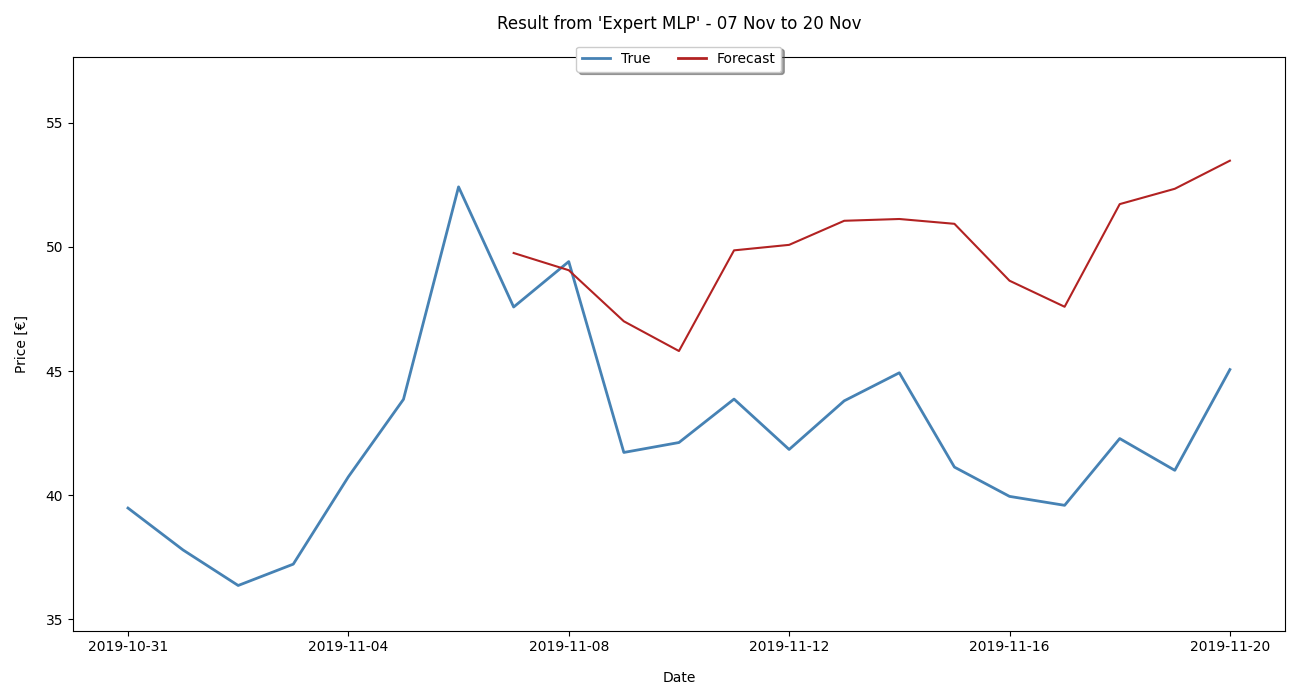 Result from 'Expert MLP' - 07 Nov to 20 Nov
True Forecast
55
50
45
40
35
Price [€]
2019-10-31 2019-11-04 2019-11-08 2019-11-12 2019-11-16 2019-11-20
Date